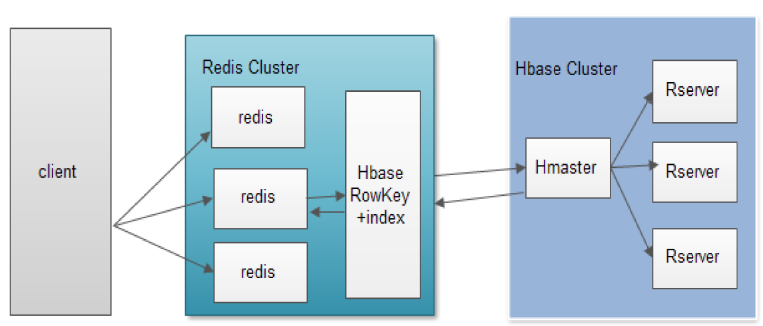 client
Redis Cluster
redis
redis
redis
Hbase
RowKey
+index
Hbase Cluster
Hmaster
Rserver
Rserver
Rserver